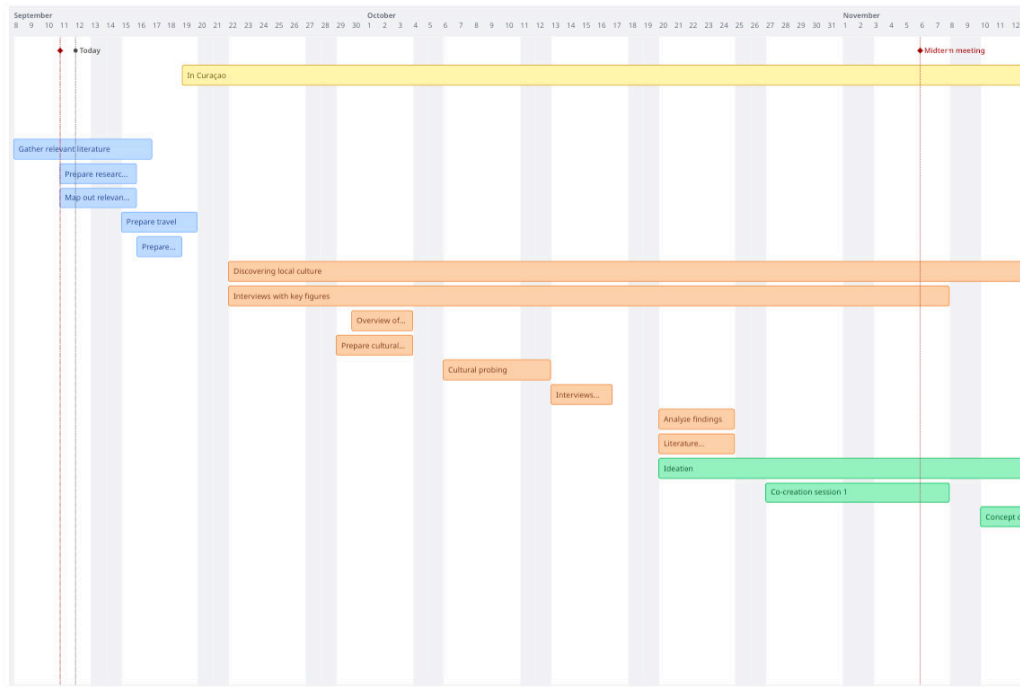 September October November
8 9 10 11 12 13 14 15 16 17 18 19 20 21 22 23 24 25 26 27 28 29 30 1 2 3 4 5 6 7 8 9 10 11 12 13 14 15 16 17 18 19 20 21 22 23 24 25 26 27 28 29 30 31 1 2 3 4 5 6 7 8 9 10 11 12
Today Midterm meeting
In Curaçao
Gather relevant literature
Prepare researc...
Map out relevan...
Prepare travel
Prepare...
Discovering local culture
Interviews with key figures
Overview of...
Prepare cultural...
Cultural probing
Interviews...
Analyze findings
Literature...
Ideation
Co-creation session 1
Concept